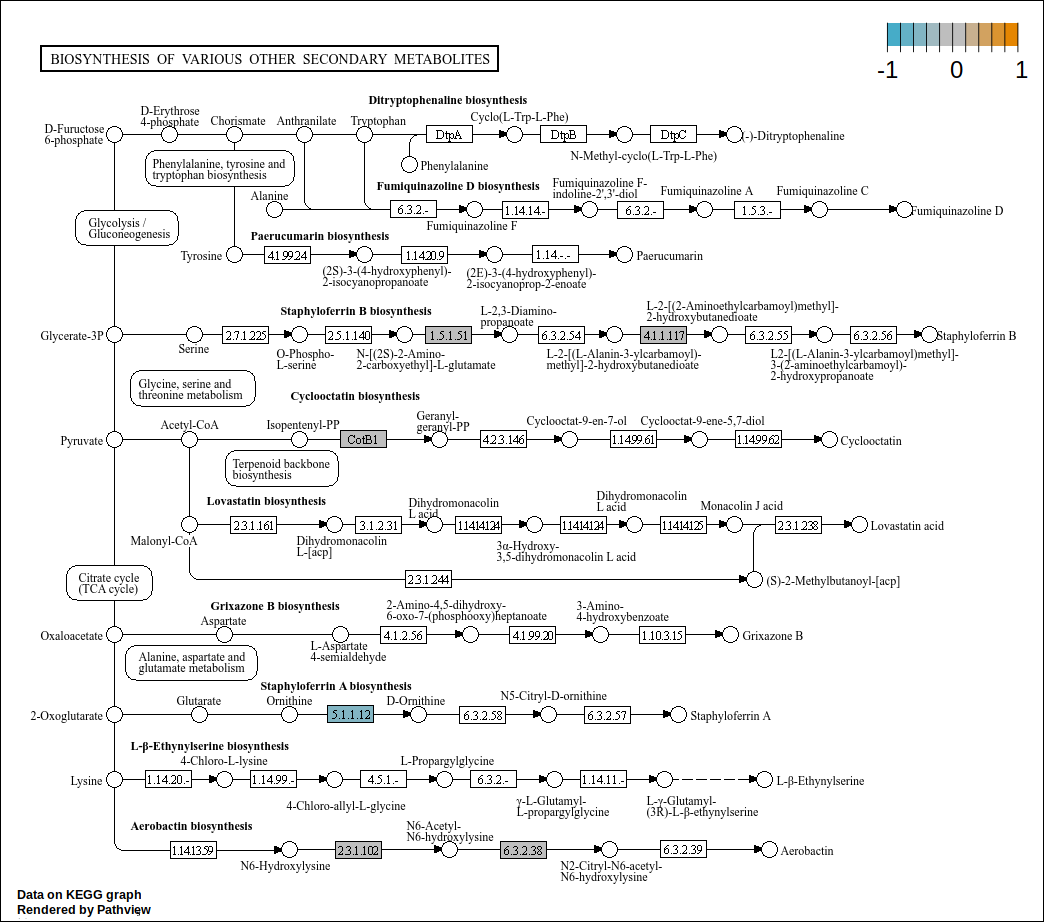 BIOSYNTHESIS OF VARIOUS OTHER SECONDARY METABOLITES
-1 0 1
Ditryptophenaline biosynthesis
D-Fructose
6-phosphate
D-Erythrose
4-phosphate
Chorismate
Anthranilate
Tryptophan
DtpA
Cyclo(L-Trp-L-Phe)
DtpB
DtpC
(-)-Ditryptophenaline
N-Methyl-cyclo(L-Trp-L-Phe)
Phenylalanine
Phenylalanine, tyrosine and
tryptophan biosynthesis
Fumiquinazoline D biosynthesis
Alanine
6.3.2.-
Fumiquinazoline F
1.14.14.-
Fumiquinazoline F-
indoline-2',3'-diol
6.3.2.-
Fumiquinazoline A
1.5.3.-
Fumiquinazoline C
Fumiquinazoline D
Glycolysis /
Gluconeogenesis
Paerucumarin biosynthesis
Tyrosine
4.1.99.24
(2S)-3-(4-hydroxyphenyl)-
2-isocyanopropanoate
1.14.20.9
(2E)-3-(4-hydroxyphenyl)-
2-isocyanoprop-2-enoate
1.14.-.-
Paerucumarin
Staphyloferrin B biosynthesis
Glycerate-3P
Serine
2.7.1.225
O-Phospho-
L-serine
2.5.1.140
N-[(2S)-2-Amino-
2-carboxyethyl]-L-glutamate
1.5.1.51
L-2,3-Diamino-
propanoate
6.3.2.54
L-2-[(L-Alanin-3-ylcarbamoyl)-
methyl]-2-hydroxybutanedioate
4.1.1.117
L-2-[(2-Aminoethylcarbamoyl)methyl]-
2-hydroxybutanedioate
6.3.2.55
L2-[(L-Alanin-3-ylcarbamoyl)methyl]-
3-(2-aminoethylcarbamoyl)-
2-hydroxypropanoate
6.3.2.56
Staphyloferrin B
Glycine, serine and
threonine metabolism
Cyclooctatin biosynthesis
Pyruvate
Acetyl-CoA
Isopentenyl-PP
CotB1
Geranyl-
geranyl-PP
4.2.3.146
Cyclooctat-9-en-7-ol
1.14.99.61
Cyclooctat-9-ene-5,7-diol
1.14.99.62
Cyclooctatin
Terpenoid backbone
biosynthesis
Lovastatin biosynthesis
Malonyl-CoA
2.3.1.161
Dihydromonacolin
L-[acp]
3.1.2.31
Dihydromonacolin
L acid
1.14.14.124
3α-Hydroxy-
3,5-dihydromonacolin L acid
1.14.14.124
Dihydromonacolin
L acid
1.14.14.125
Monacolin J acid
2.3.1.238
Lovastatin acid
2.3.1.244
(S)-2-Methylbutanoyl-[acp]
Citrate cycle
(TCA cycle)
Grixazone B biosynthesis
Oxaloacetate
Aspartate
L-Aspartate
4-semialdehyde
4.1.2.56
2-Amino-4,5-dihydroxy-
6-oxo-7-(phosphooxy)heptanoate
4.1.99.20
3-Amino-
4-hydroxybenzoate
1.10.3.15
Grixazone B
Alanine, aspartate and
glutamate metabolism
Staphyloferrin A biosynthesis
2-Oxoglutarate
Glutarate
Ornithine
5.1.1.12
D-Ornithine
6.3.2.58
N5-Citryl-D-ornithine
6.3.2.57
Staphyloferrin A
L-β-Ethynylserine biosynthesis
Lysine
1.14.20.-
4-Chloro-L-lysine
1.14.99.-
4-Chloro-allyl-L-glycine
4.5.1.-
L-Propargylglycine
6.3.2.-
γ-L-Glutamyl-
L-propargylglycine
1.14.11.-
L-γ-Glutamyl-
(3R)-L-β-ethynylserine
L-β-Ethynylserine
Aerobactin biosynthesis
1.14.13.59
N6-Hydroxylysine
2.3.1.102
N6-Acetyl-
N6-hydroxylysine
6.3.2.38
N2-Citryl-N6-acetyl-
N6-hydroxylysine
6.3.2.39
Aerobactin
Data on KEGG graph
Rendered by Pathview